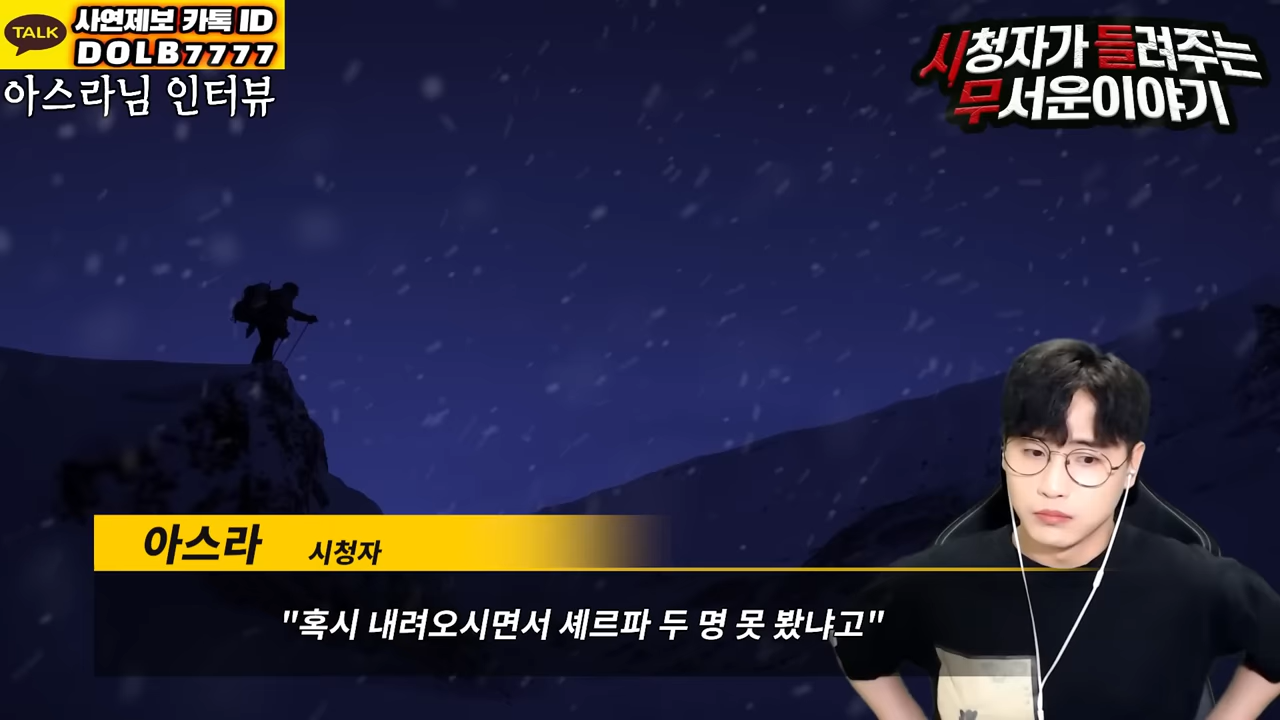 TALK
사연제보 카톡 ID
DOLB7777
아스라님 인터뷰
시청자가 들려주는
무서운이야기
아스라 시청자
"혹시 내려오시면서 셰르파 두 명 못 봤냐고"